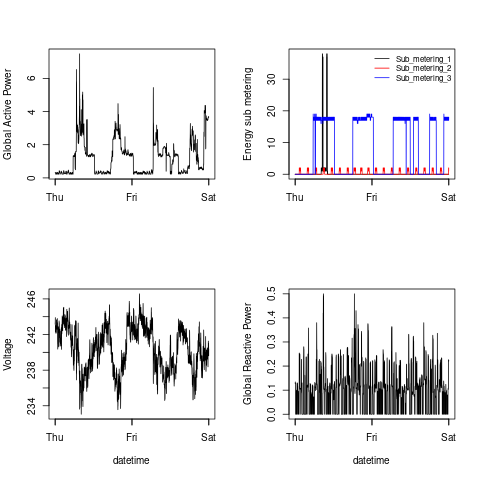 Global Active Power
0 2 4 6
Thu Fri Sat
Energy sub metering
0 10 20 30
Sub_metering_1
Sub_metering_2
Sub_metering_3
Thu Fri Sat
Voltage
234 238 242 246
Thu Fri Sat
datetime
Global Reactive Power
0.0 0.1 0.2 0.3 0.4 0.5
Thu Fri Sat
datetime